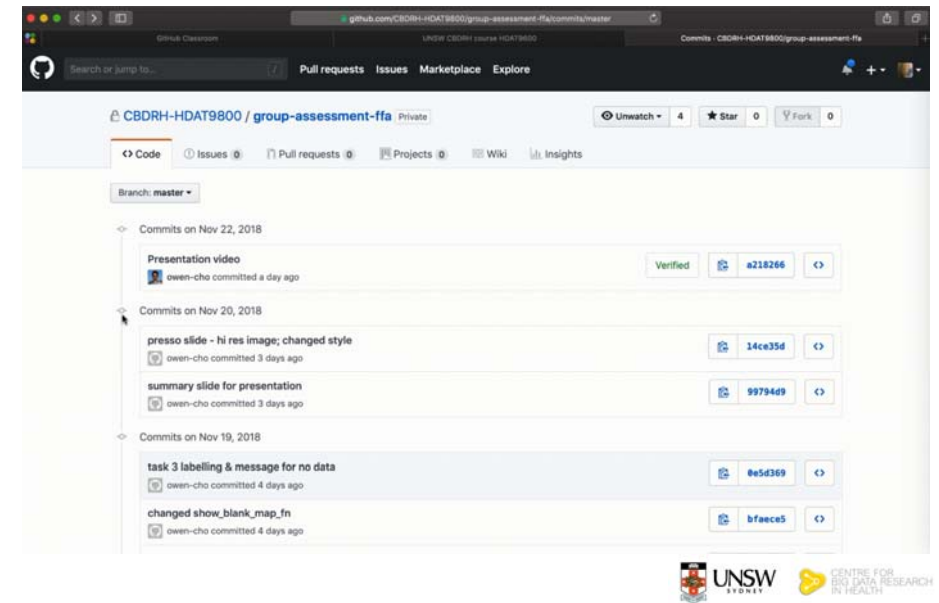 github.com/CBDRH-HDAT9800/group-assessment-ffa/commits/master
GitHub Classroom
UNSW CBDRH course HDAT9800
Commits · CBDRH-HDAT9800/group-assessment-ffa
Search or jump to...
/
Pull requests Issues Marketplace Explore
CBDRH-HDAT9800 / group-assessment-ffa Private
Unwatch 4
Star 0
Fork 0
Code
Issues 0
Pull requests 0
Projects 0
Wiki
Insights
Branch: master
Commits on Nov 22, 2018
Presentation video
owen-cho committed a day ago
Verified
a218266
Commits on Nov 20, 2018
presso slide - hi res image; changed style
owen-cho committed 3 days ago
14ce35d
summary slide for presentation
owen-cho committed 3 days ago
99794d9
Commits on Nov 19, 2018
task 3 labelling & message for no data
owen-cho committed 4 days ago
0e5d369
changed show_blank_map_fn
owen-cho committed 4 days ago
bfaece5
UNSW
SYDNEY
CENTRE FOR
BIG DATA RESEARCH
IN HEALTH